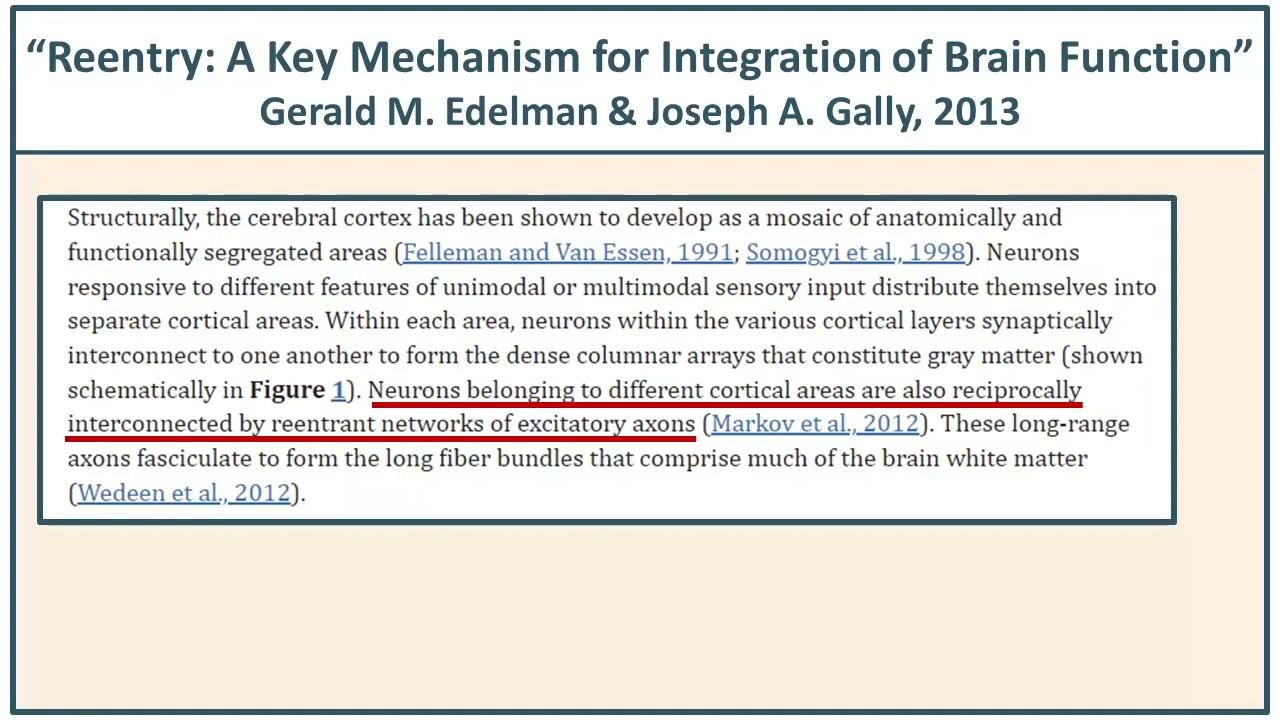 “Reentry: A Key Mechanism for Integration of Brain Function”
Gerald M. Edelman & Joseph A. Gally, 2013
Structurally, the cerebral cortex has been shown to develop as a mosaic of anatomically and
functionally segregated areas (Felleman and Van Essen, 1991; Somogyi et al., 1998). Neurons
responsive to different features of unimodal or multimodal sensory input distribute themselves into
separate cortical areas. Within each area, neurons within the various cortical layers synaptically
interconnect to one another to form the dense columnar arrays that constitute gray matter (shown
schematically in Figure 1). Neurons belonging to different cortical areas are also reciprocally
interconnected by reentrant networks of excitatory axons (Markov et al., 2012). These long-range
axons fasciculate to form the long fiber bundles that comprise much of the brain white matter
(Wedeen et al., 2012).